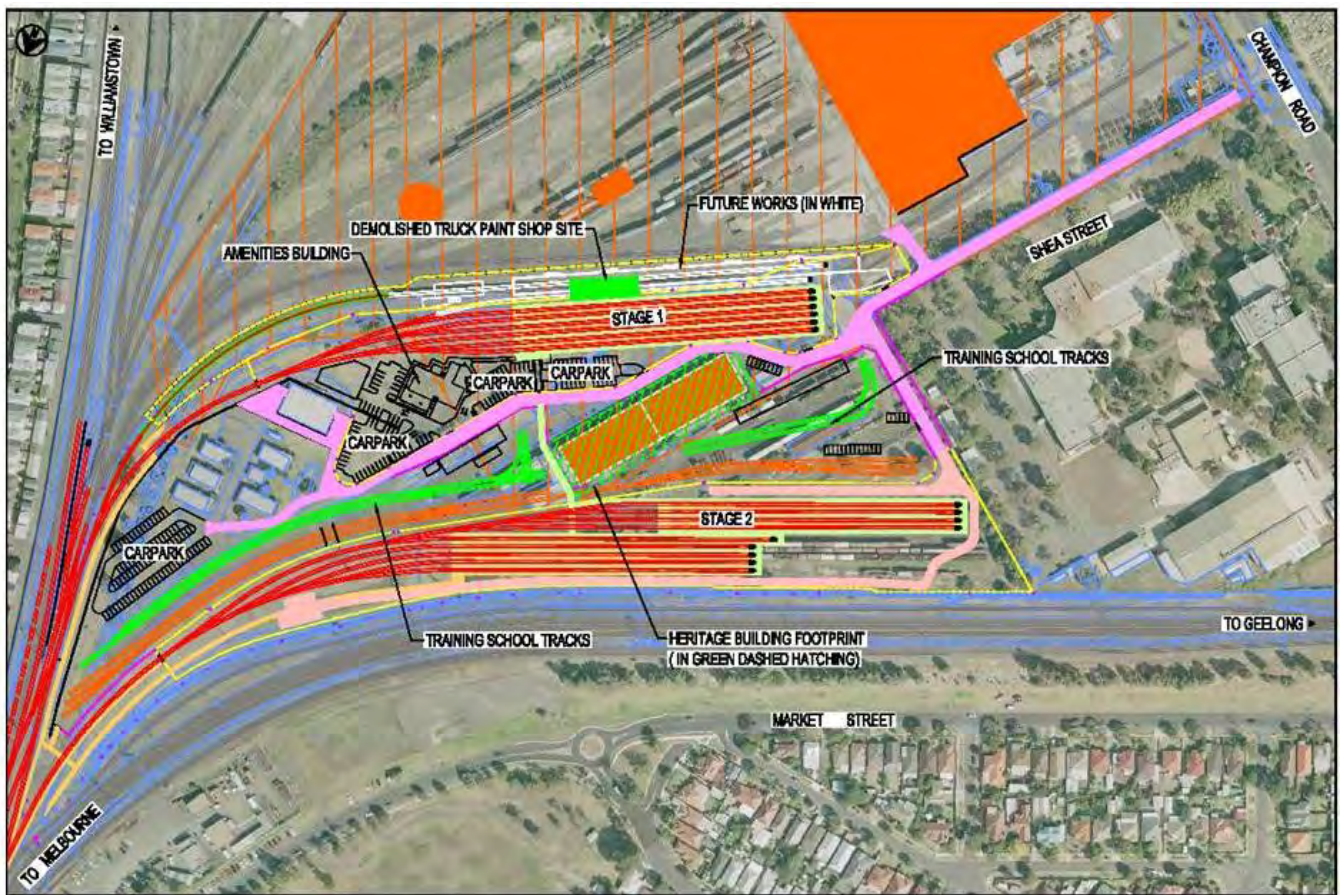 TO WILLIAMSTOWN
CHAMPION ROAD
FUTURE WORKS (IN WHITE)
DEMOLISHED TRUCK PAINT SHOP SITE
AMENITIES BUILDING
SHEA STREET
STAGE 1
TRAINING SCHOOL TRACKS
CARPARK
CARPARK
CARPARK
STAGE 2
CARPARK
TO GEELONG
TRAINING SCHOOL TRACKS
HERITAGE BUILDING FOOTPRINT
( IN GREEN DASHED HATCHING)
MARKET STREET
TO MELBOURNE